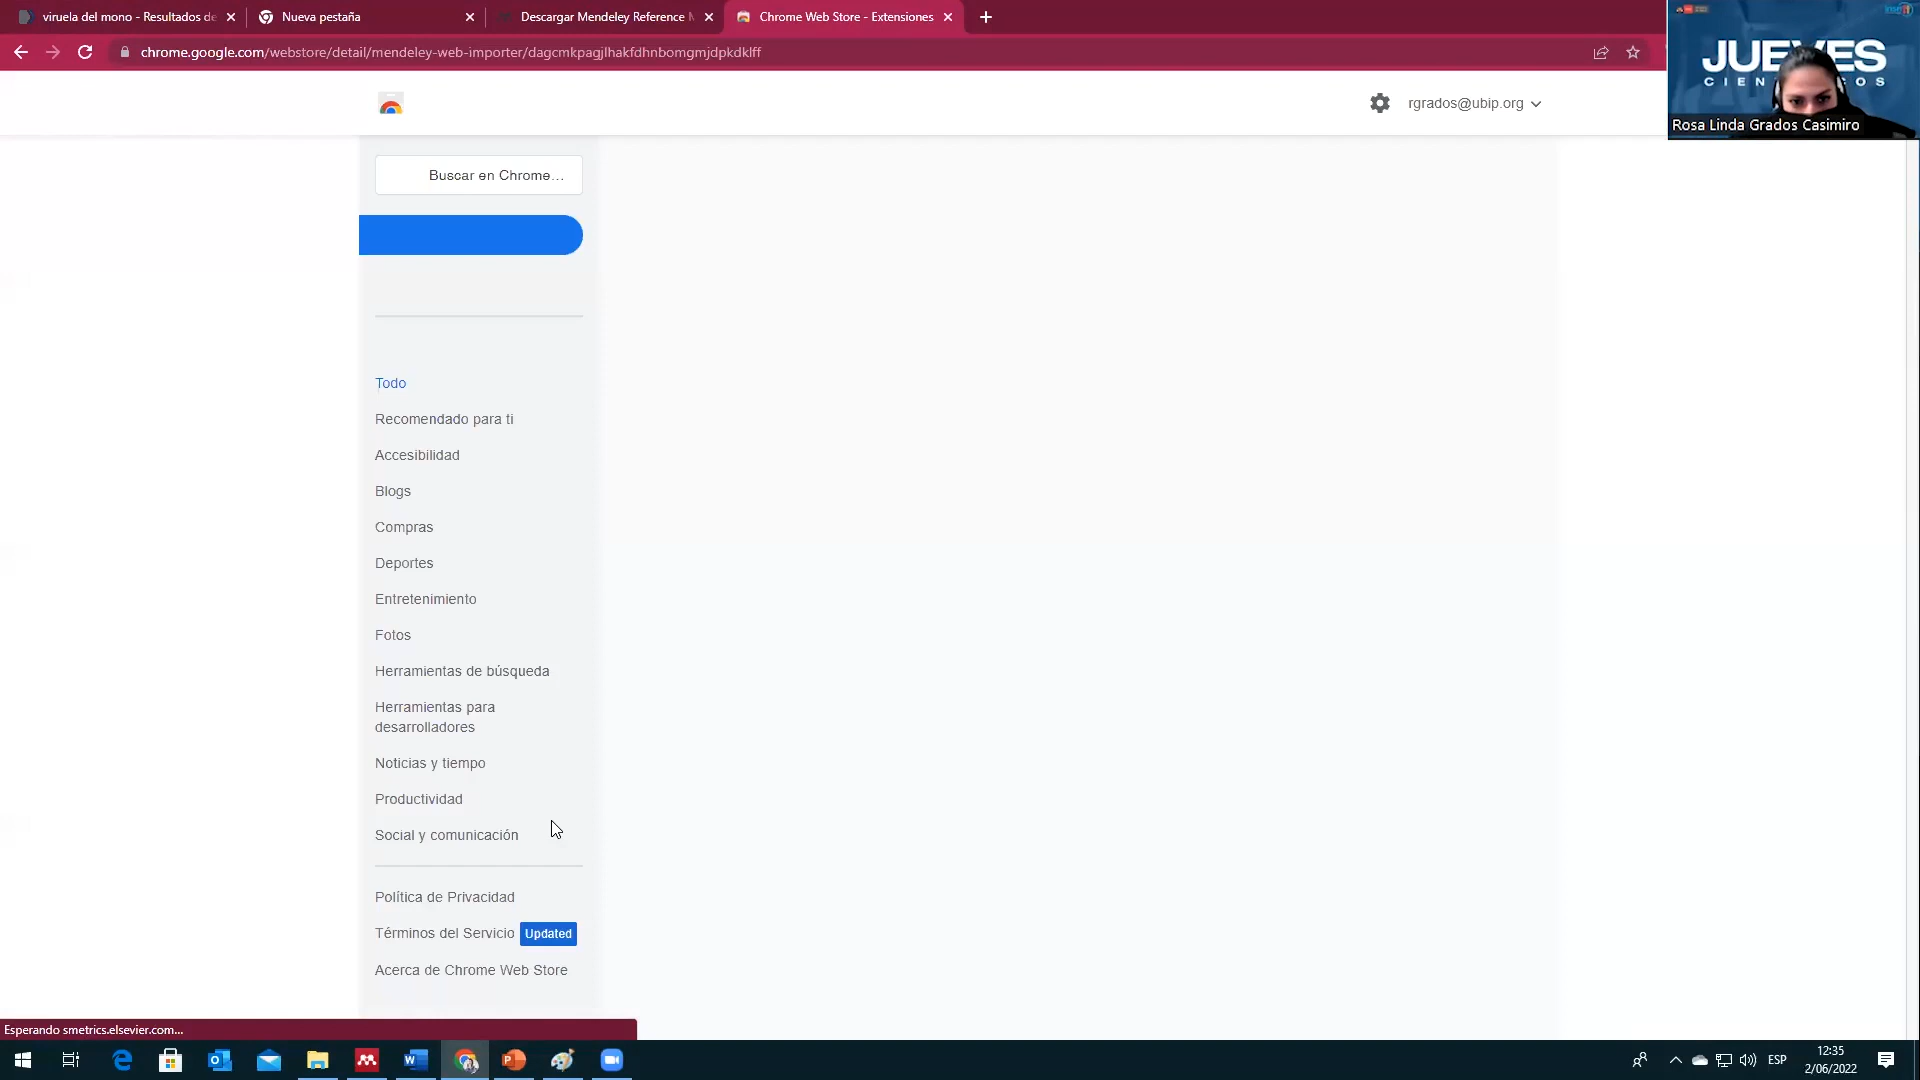 viruela del mono - Resultados de
Nueva pestaña
Descargar Mendeley Reference M
Chrome Web Store - Extensiones
chrome.google.com/webstore/detail/mendeley-web-importer/dagcmkpagjlhakfdhnbomgmjdpkdklff
JUEVES
CIEN COS
Rosa Linda Grados Casimiro
rgrados@ubip.org
Buscar en Chrome...
Todo
Recomendado para ti
Accesibilidad
Blogs
Compras
Deportes
Entretenimiento
Fotos
Herramientas de búsqueda
Herramientas para
desarrolladores
Noticias y tiempo
Productividad
Social y comunicación
Política de Privacidad
Términos del Servicio Updated
Acerca de Chrome Web Store
Esperando smetrics.elsevier.com...
ESP
12:35
2/06/2022